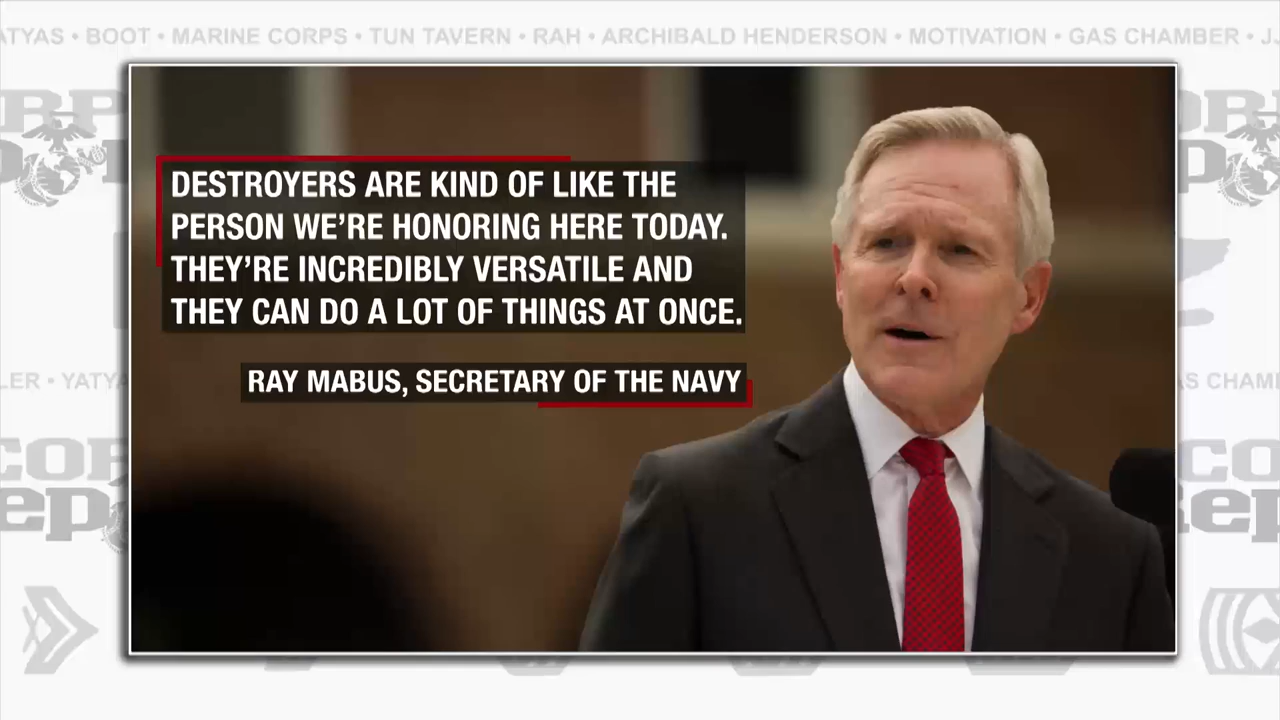 ATYAS • BOOT • MARINE CORPS • TUN TAVERN • RAH • ARCHIBALD HENDERSON • MOTIVATION • GAS CHAMBER •
DESTROYERS ARE KIND OF LIKE THE
PERSON WE'RE HONORING HERE TODAY.
THEY'RE INCREDIBLY VERSATILE AND
THEY CAN DO A LOT OF THINGS AT ONCE.
RAY MABUS, SECRETARY OF THE NAVY